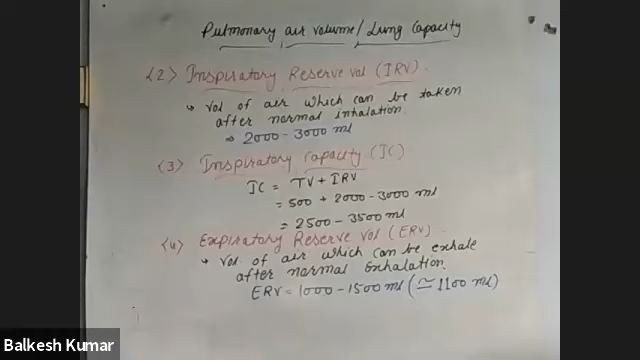 Pulmonary air volume/Lung Capacity
(2) Inspiratory Reserve vol (IRV).
Vol of air which can be taken
after normal inhalation.
⇒ 2000-3000 ml
(3) Inspiratory Capacity (IC)
IC = TV + IRV
= 500 + 2000-3000 ml
= 2500-3500 ml
(4) Expiratory Reserve Vol (ERV)
Vol. of air which can be exhale
after normal exhalation.
ERV = 1000-1500 ml (≅ 1100 ml)
Balkesh Kumar